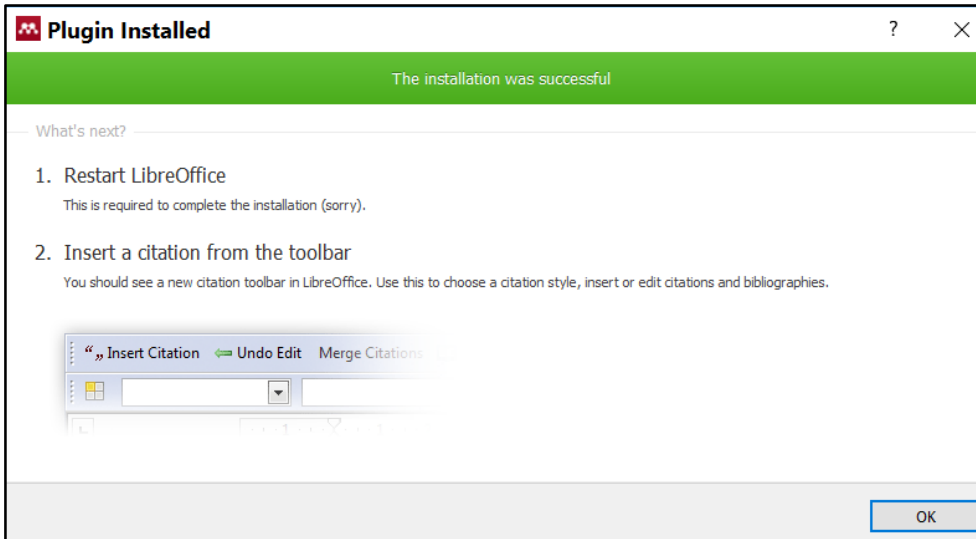 Plugin Installed
The installation was successful
What's next?
1. Restart LibreOffice
This is required to complete the installation (sorry).
2. Insert a citation from the toolbar
You should see a new citation toolbar in LibreOffice. Use this to choose a citation style, insert or edit citations and bibliographies.
“„ Insert Citation Undo Edit Merge Citations
1
OK